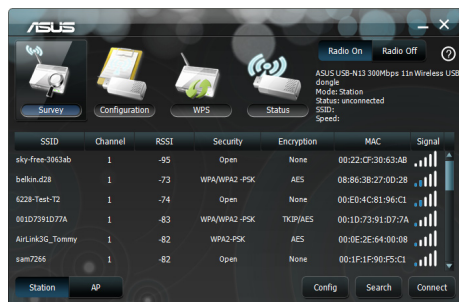 ASUS
Radio On Radio Off
ASUS USB-N13 300Mbps 11n Wireless USB
dongle
Mode: Station
Status: unconnected
SSID:
Speed:
Survey Configuration WPS Status
SSID Channel RSSI Security Encryption MAC Signal
sky-free-3063ab 1 -95 Open None 00:22:CF:30:63:AB
belkin.d28 1 -73 WPA/WPA2 -PSK AES 08:86:3B:27:0D:28
6228-Test-T2 1 -74 Open None 00:E0:4C:81:96:C1
001D7391D77A 1 -83 WPA/WPA2 -PSK TKIP/AES 00:1D:73:91:D7:7A
AirLink3G_Tommy 1 -82 WPA2-PSK AES 00:0E:2E:64:00:08
sam7266 1 -82 Open None 00:1F:1F:90:F5:C1
Station AP Config Search Connect